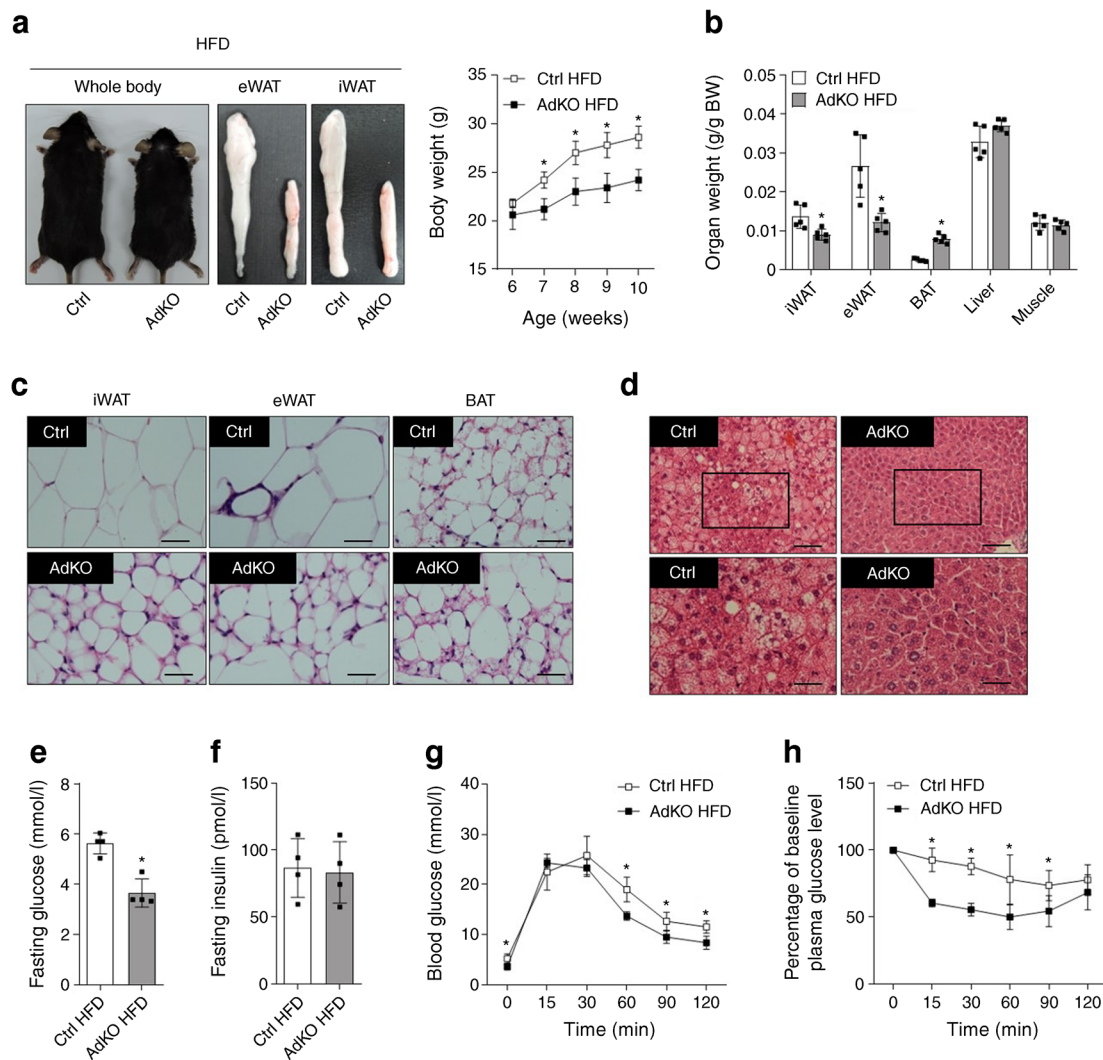 a
HFD
Whole body
eWAT
iWAT
Ctrl
AdKO
Ctrl
AdKO
Ctrl
AdKO
Body weight (g)
35
30
25
20
15
Ctrl HFD
AdKO HFD
*
*
*
*
6
7
8
9
10
Age (weeks)
b
Organ weight (g/g BW)
0.05
0.04
0.03
0.02
0.01
0
Ctrl HFD
AdKO HFD
*
*
*
iWAT
eWAT
BAT
Liver
Muscle
c
iWAT
eWAT
BAT
Ctrl
Ctrl
Ctrl
AdKO
AdKO
AdKO
d
Ctrl
AdKO
Ctrl
AdKO
e
Fasting glucose (mmol/l)
8
6
4
2
0
*
Ctrl HFD
AdKO HFD
f
Fasting insulin (pmol/l)
150
100
50
0
Ctrl HFD
AdKO HFD
g
Blood glucose (mmol/l)
40
30
20
10
0
Ctrl HFD
AdKO HFD
*
*
*
*
0
15
30
60
90
120
Time (min)
h
Percentage of baseline
plasma glucose level
150
100
50
0
Ctrl HFD
AdKO HFD
*
*
*
*
0
15
30
60
90
120
Time (min)